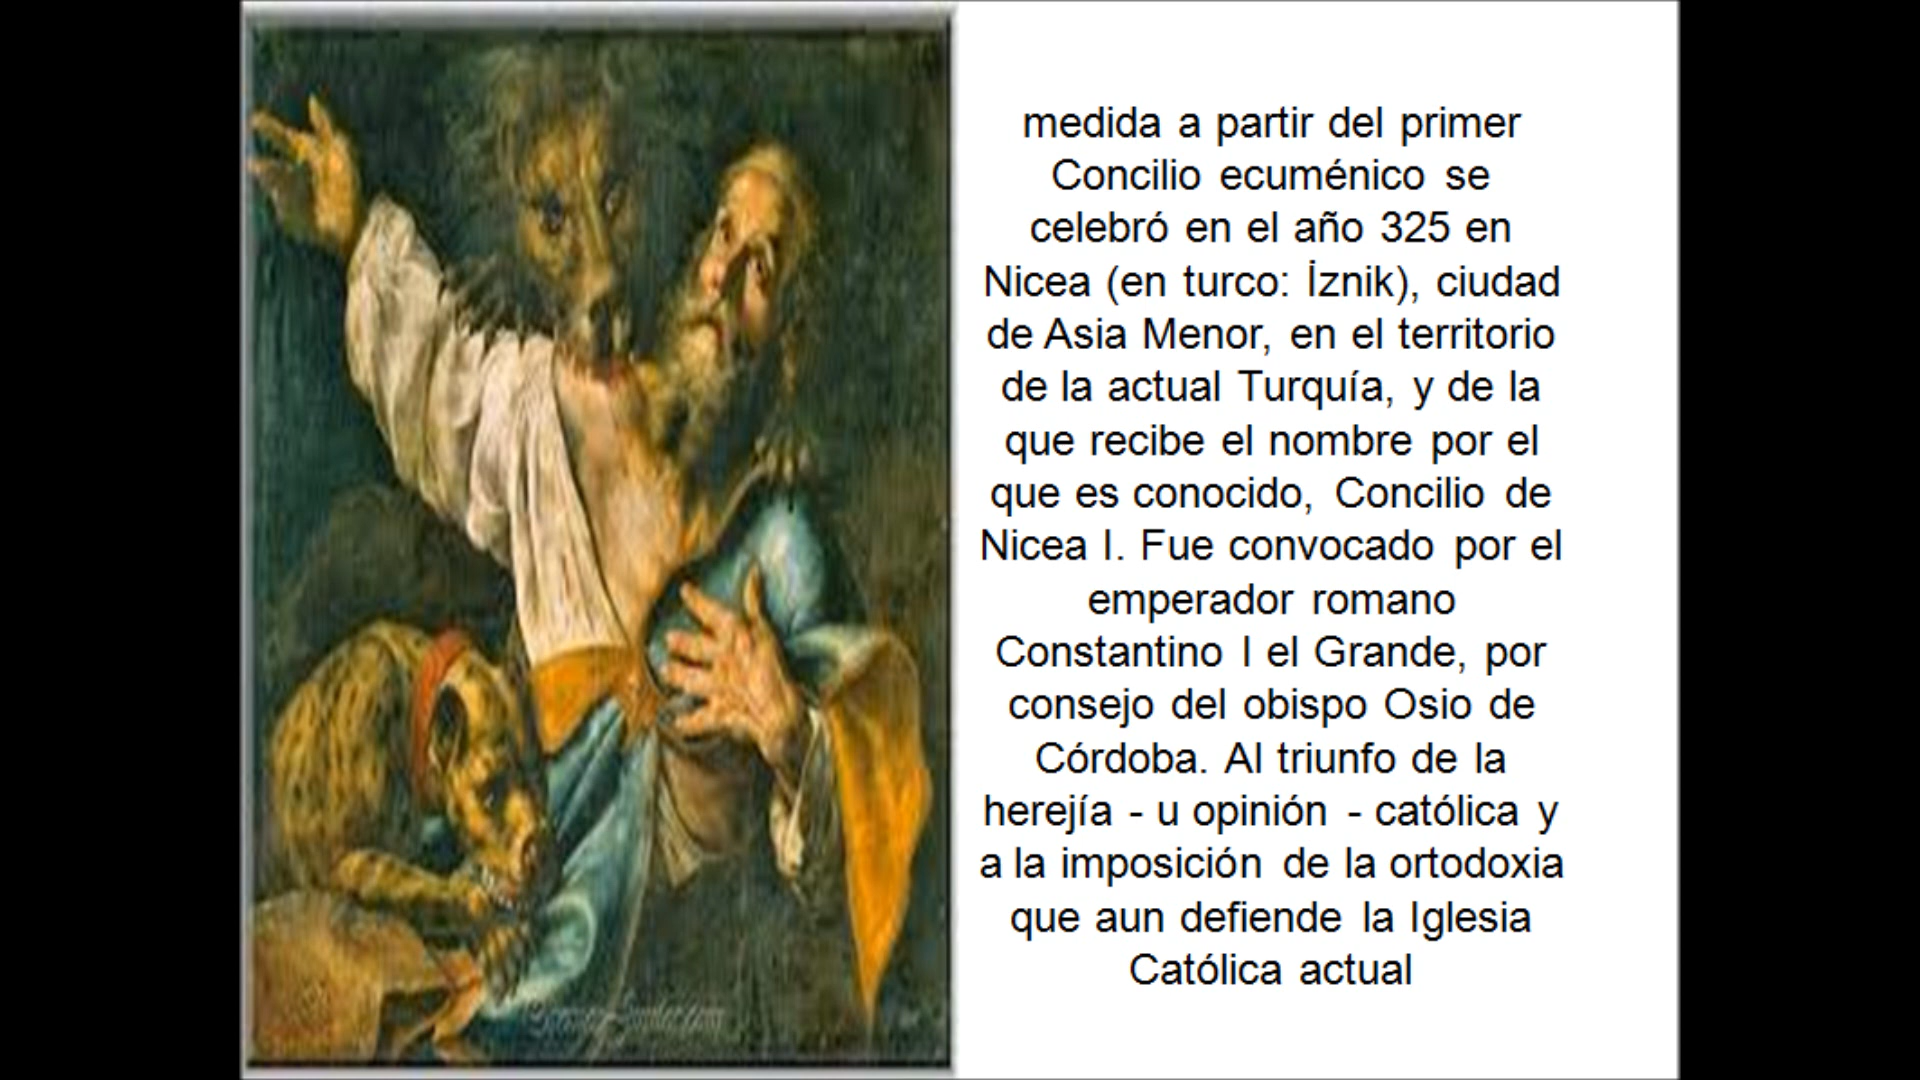 medida a partir del primer
Concilio ecuménico se
celebró en el año 325 en
Nicea (en turco: İznik), ciudad
de Asia Menor, en el territorio
de la actual Turquía, y de la
que recibe el nombre por el
que es conocido, Concilio de
Nicea I. Fue convocado por el
emperador romano
Constantino I el Grande, por
consejo del obispo Osio de
Córdoba. Al triunfo de la
herejía - u opinión - católica y
a la imposición de la ortodoxia
que aun defiende la Iglesia
Católica actual